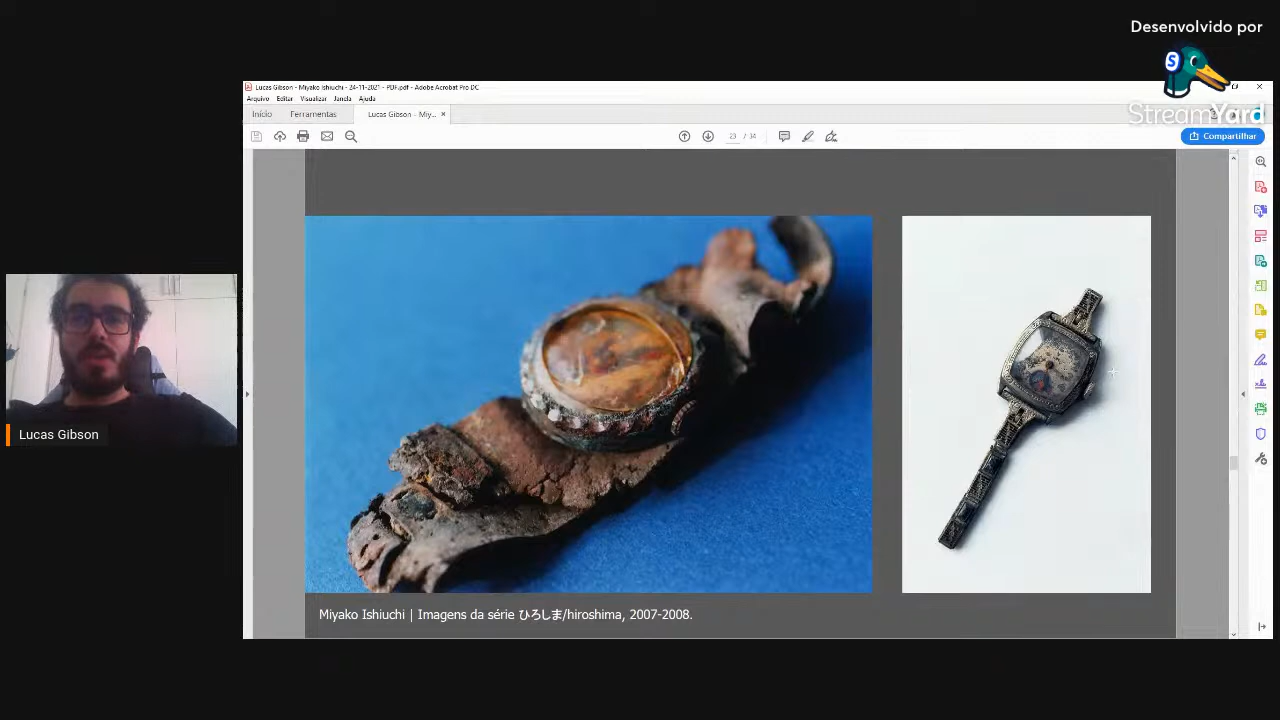 Desenvolvido por
S
StreamYard
Lucas Gibson - Miyako Ishiuchi - 24-11-2021 - PDF.pdf - Adobe Acrobat Pro DC
Arquivo Editar Visualizar Janela Ajuda
Início Ferramentas Lucas Gibson - Miy... ×
23 / 34
Compartilhar
Lucas Gibson
Miyako Ishiuchi | Imagens da série ひろしま/hiroshima, 2007-2008.